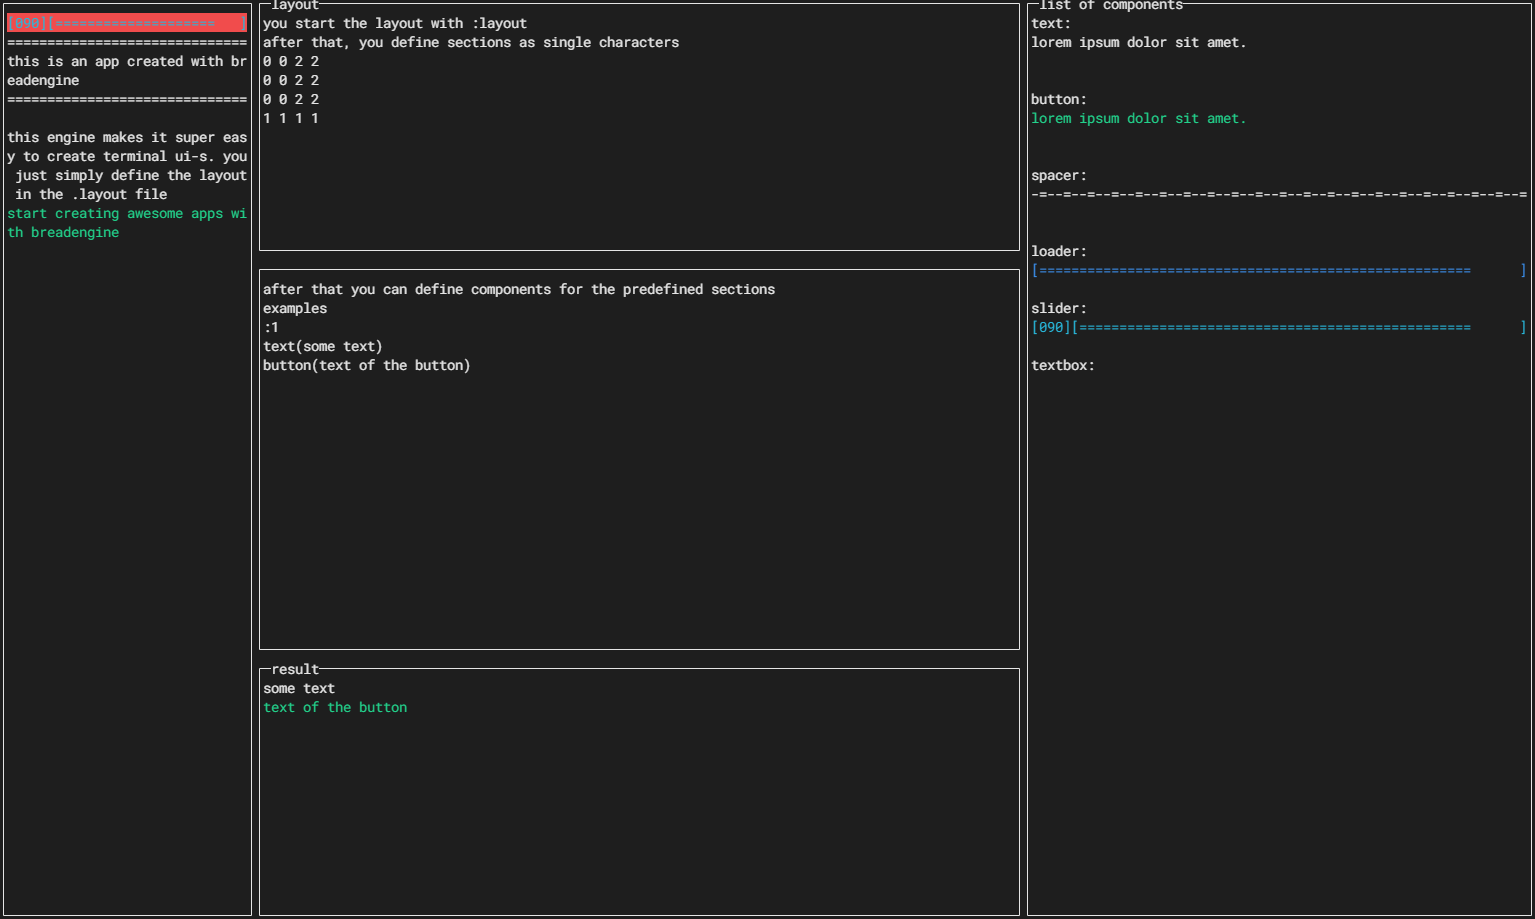 [090][====================   ]
==============================
this is an app created with br
eadengine
==============================
this engine makes it super eas
y to create terminal ui-s. you
 just simply define the layout
 in the .layout file
start creating awesome apps wi
th breadengine
layout
you start the layout with :layout
after that, you define sections as single characters
0 0 2 2
0 0 2 2
0 0 2 2
1 1 1 1
after that you can define components for the predefined sections
examples
:1
text(some text)
button(text of the button)
result
some text
text of the button
list of components
text:
lorem ipsum dolor sit amet.
button:
lorem ipsum dolor sit amet.
spacer:
-=--=--=--=--=--=--=--=--=--=--=--=--=--=--=--=--=--=--=--=--=
loader:
[======================================================      ]
slider:
[090][=================================================      ]
textbox: